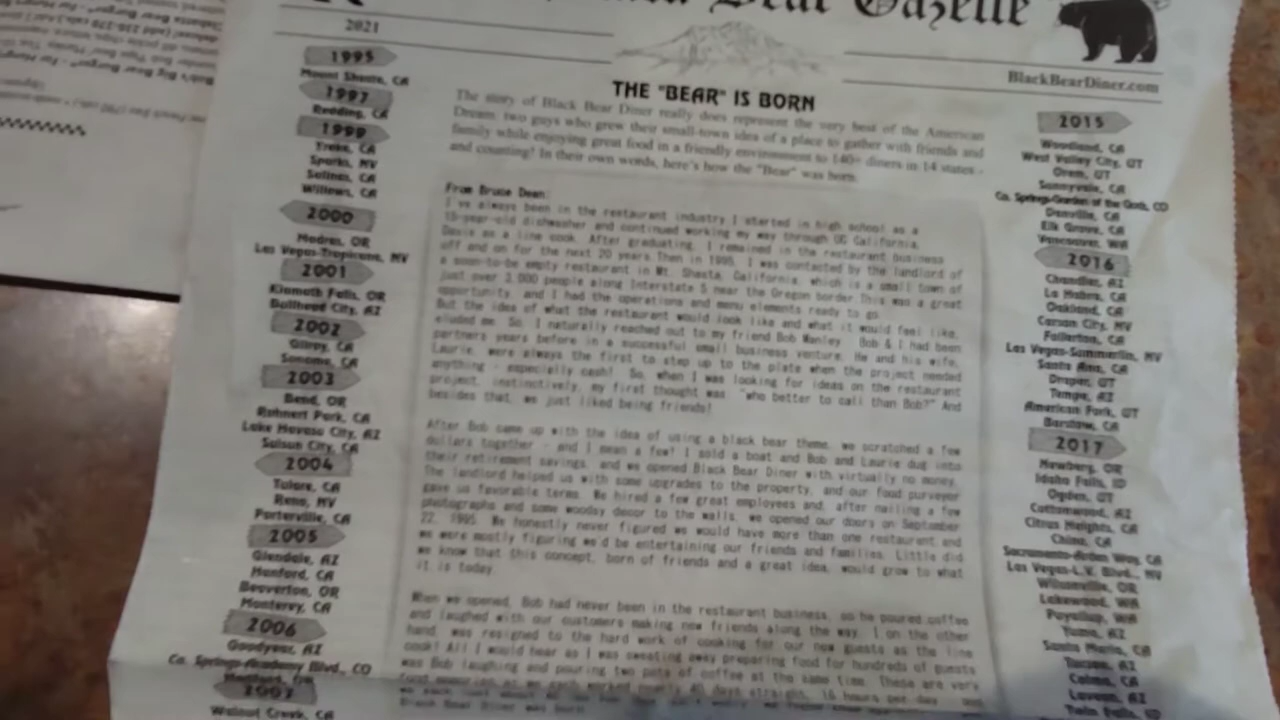 Bear Gazette
2021
BlackBearDiner.com
1995
Mount Shasta, CA
1997
Redding, CA
1999
Yreka, CA
Sparks, NV
Salinas, CA
Willows, CA
2000
Madras, OR
Las Vegas-Tropicana, NV
2001
Klamath Falls, OR
Bullhead City, AZ
2002
Gilroy, CA
Sonoma, CA
2003
Bend, OR
Rohnert Park, CA
Lake Havasu City, AZ
Suisun City, CA
2004
Tulare, CA
Reno, NV
Porterville, CA
2005
Glendale, AZ
Hanford, CA
Beaverton, OR
Monterey, CA
2006
Goodyear, AZ
Co. Springs-Academy Blvd., CO
2007
Walnut Creek, CA
THE "BEAR" IS BORN
The story of Black Bear Diner really does represent the very best of the American
Dream: two guys who grew their small-town idea of a place to gather with friends and
family while enjoying great food in a friendly environment to 140+ diners in 14 states -
and counting! In their own words, here's how the "Bear" was born.
From Bruce Dean:
I've always been in the restaurant industry. I started in high school as a
15-year-old dishwasher and continued working my way through UC California,
Davis as a line cook. After graduating, I remained in the restaurant business
off and on for the next 20 years. Then in 1995, I was contacted by the landlord of
a soon-to-be empty restaurant in Mt. Shasta, California, which is a small town of
just over 3,000 people along Interstate 5 near the Oregon border. This was a great
opportunity, and I had the operations and menu elements ready to go.
But the idea of what the restaurant would look like and what it would feel like,
eluded me. So, I naturally reached out to my friend Bob Manley. Bob & I had been
partners years before in a successful small business venture. He and his wife,
Laurie, were always the first to step up to the plate when the project needed
anything - especially cash! So, when I was looking for ideas on the restaurant
project, instinctively, my first thought was, "who better to call than Bob?" And
besides that, we just liked being friends!
After Bob came up with the idea of using a black bear theme, we scratched a few
dollars together - and I mean a few! I sold a boat and Bob and Laurie dug into
their retirement savings, and we opened Black Bear Diner with virtually no money.
The landlord helped us with some upgrades to the property, and our food purveyor
gave us favorable terms. We hired a few great employees and, after nailing a few
photographs and some woodsy decor to the walls, we opened our doors on September
22, 1995. We honestly never figured we would have more than one restaurant and
we were mostly figuring we'd be entertaining our friends and families. Little did
we know that this concept, born of friends and a great idea, would grow to what
it is today.
When we opened, Bob had never been in the restaurant business, so he poured coffee
and laughed with our customers making new friends along the way. I on the other
hand, was resigned to the hard work of cooking for our new guests as the line
cook! All I would hear as I was sweating away preparing food for hundreds of guests
was Bob laughing and pouring two pots of coffee at the same time. These are very
fond memories as we each worked nearly 40 days straight, 16 hours per day
Black Bear Diner was born.
2015
Woodland, CA
West Valley City, UT
Orem, UT
Sunnyvale, CA
Co. Springs-Garden of the Gods, CO
Danville, CA
Elk Grove, CA
Vancouver, WA
2016
Chandler, AZ
La Habra, CA
Oakland, CA
Carson City, NV
Fullerton, CA
Las Vegas-Summerlin, NV
Santa Ana, CA
Draper, UT
Tempe, AZ
American Fork, UT
Barstow, CA
2017
Newberg, OR
Idaho Falls, ID
Ogden, UT
Cottonwood, AZ
Citrus Heights, CA
Chino, CA
Sacramento-Arden Way, CA
Las Vegas-L.V. Blvd., NV
Wilsonville, OR
Lakewood, WA
Puyallup, WA
Yuma, AZ
Santa Maria, CA
Tucson, AZ
Colma, CA
Laveen, AZ
Twin Falls, ID